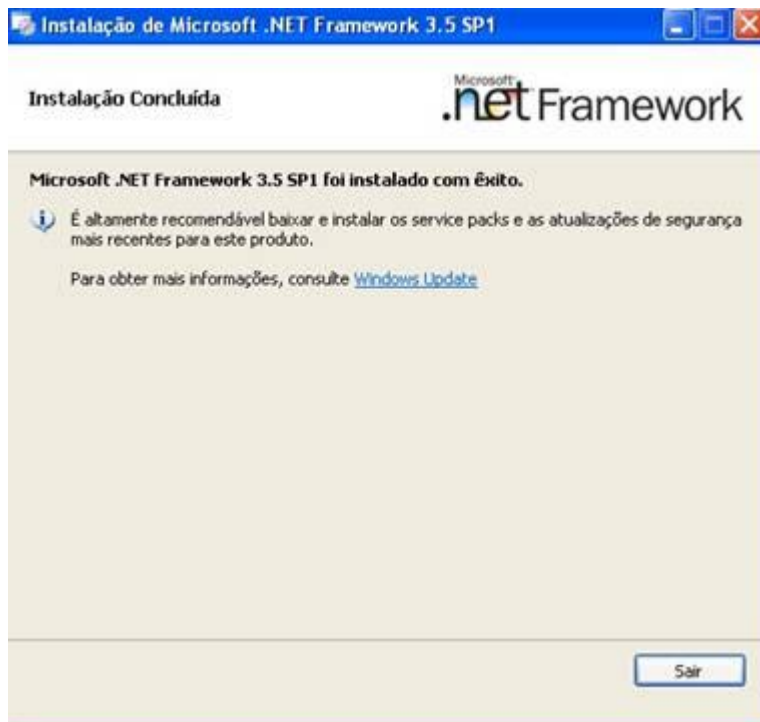 Instalação de Microsoft .NET Framework 3.5 SP1
Instalação Concluída
Microsoft
.net Framework
Microsoft .NET Framework 3.5 SP1 foi instalado com êxito.
É altamente recomendável baixar e instalar os service packs e as atualizações de segurança
mais recentes para este produto.
Para obter mais informações, consulte Windows Update
Sair